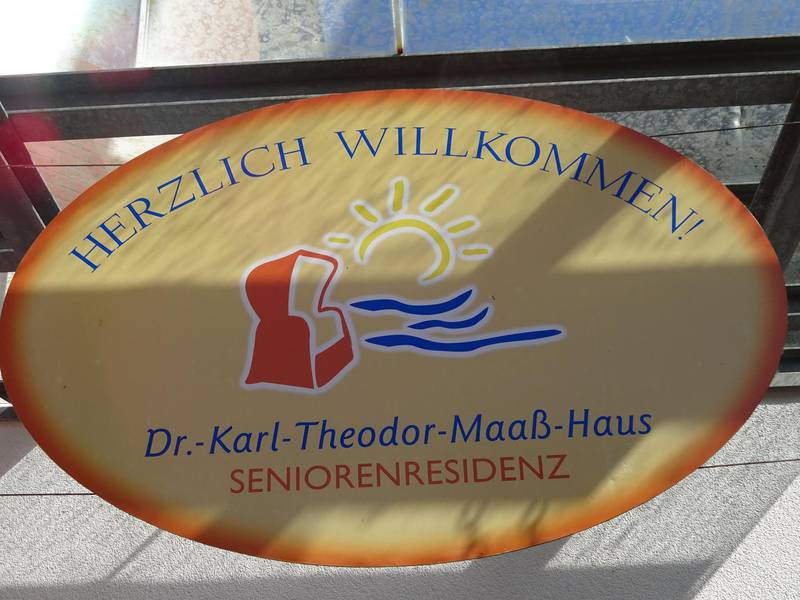 HERZLICH WILLKOMMEN!
Dr.-Karl-Theodor-Maaß-Haus
SENIORENRESIDENZ